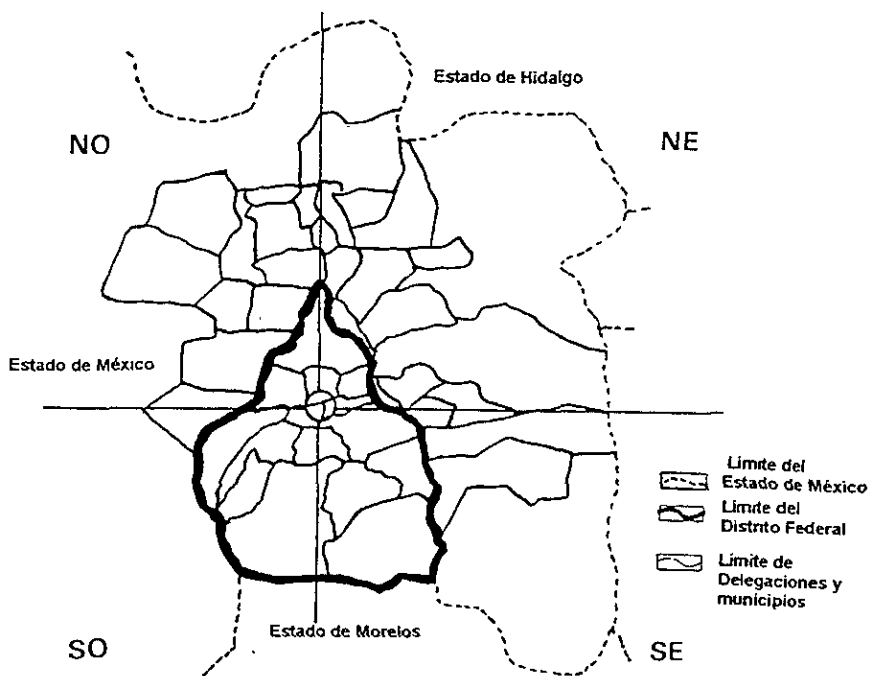 Estado de Hidalgo
NO
NE
Estado de México
Límite del
Estado de México
Límite del
Distrito Federal
Límite de
Delegaciones y
municipios
Estado de Morelos
SO
SE